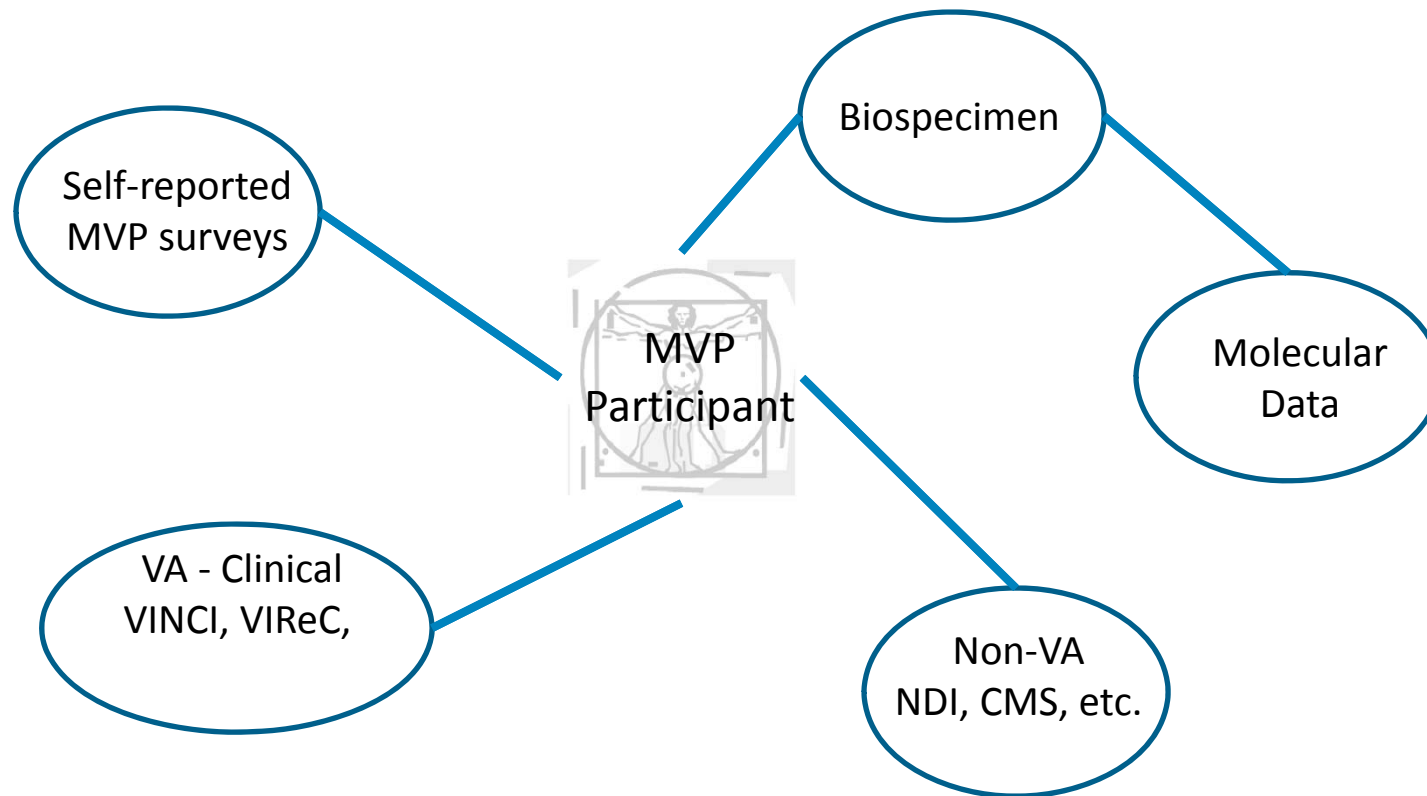 Biospecimen
Self-reported
MVP surveys
MVP
Participant
Molecular
Data
VA - Clinical
VINCI, VIReC,
Non-VA
NDI, CMS, etc.